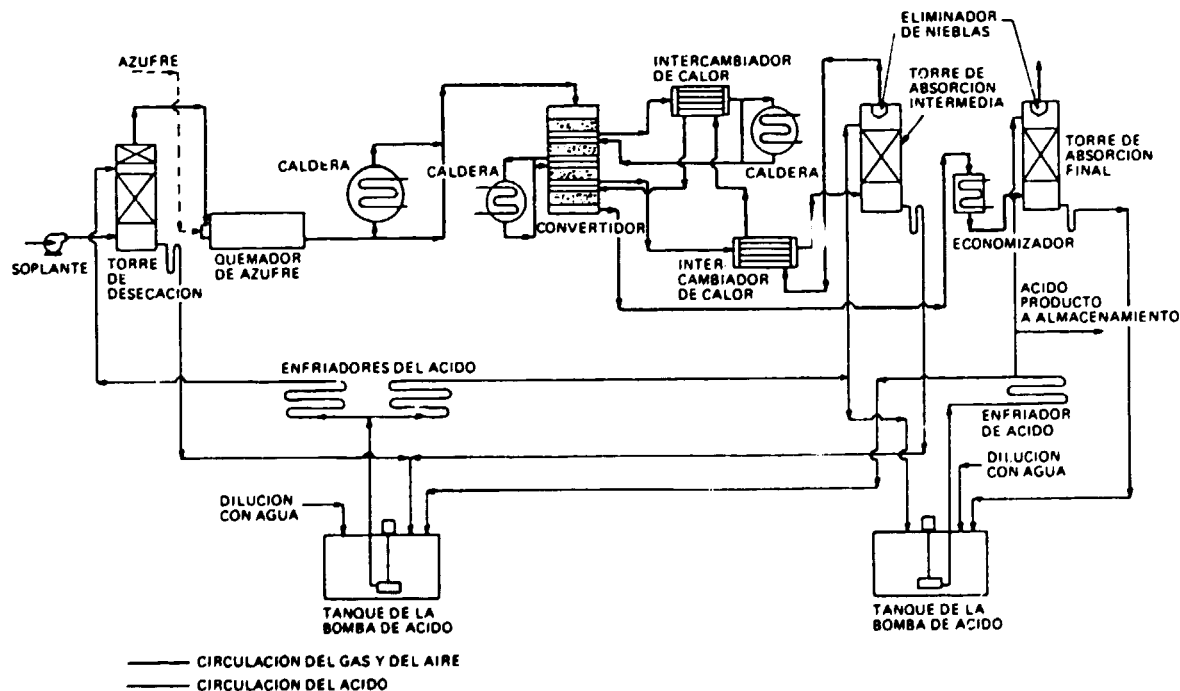 ELIMINADOR
DE NIEBLAS
AZUFRE
INTERCAMBIADOR
DE CALOR
TORRE DE
ABSORCION
INTERMEDIA
TORRE DE
ABSORCION
FINAL
CALDERA
CALDERA
CALDERA
CONVERTIDOR
ECONOMIZADOR
SOPLANTE
TORRE
DE
DESECACION
QUEMADOR
DE AZUFRE
INTER-
CAMBIADOR
DE CALOR
ACIDO
PRODUCTO
A ALMACENAMIENTO
ENFRIADORES DEL ACIDO
ENFRIADOR
DE ACIDO
DILUCION
CON AGUA
DILUCION
CON AGUA
TANQUE DE LA
BOMBA DE ACIDO
TANQUE DE LA
BOMBA DE ACIDO
CIRCULACIÓN DEL GAS Y DEL AIRE
CIRCULACIÓN DEL ACIDO